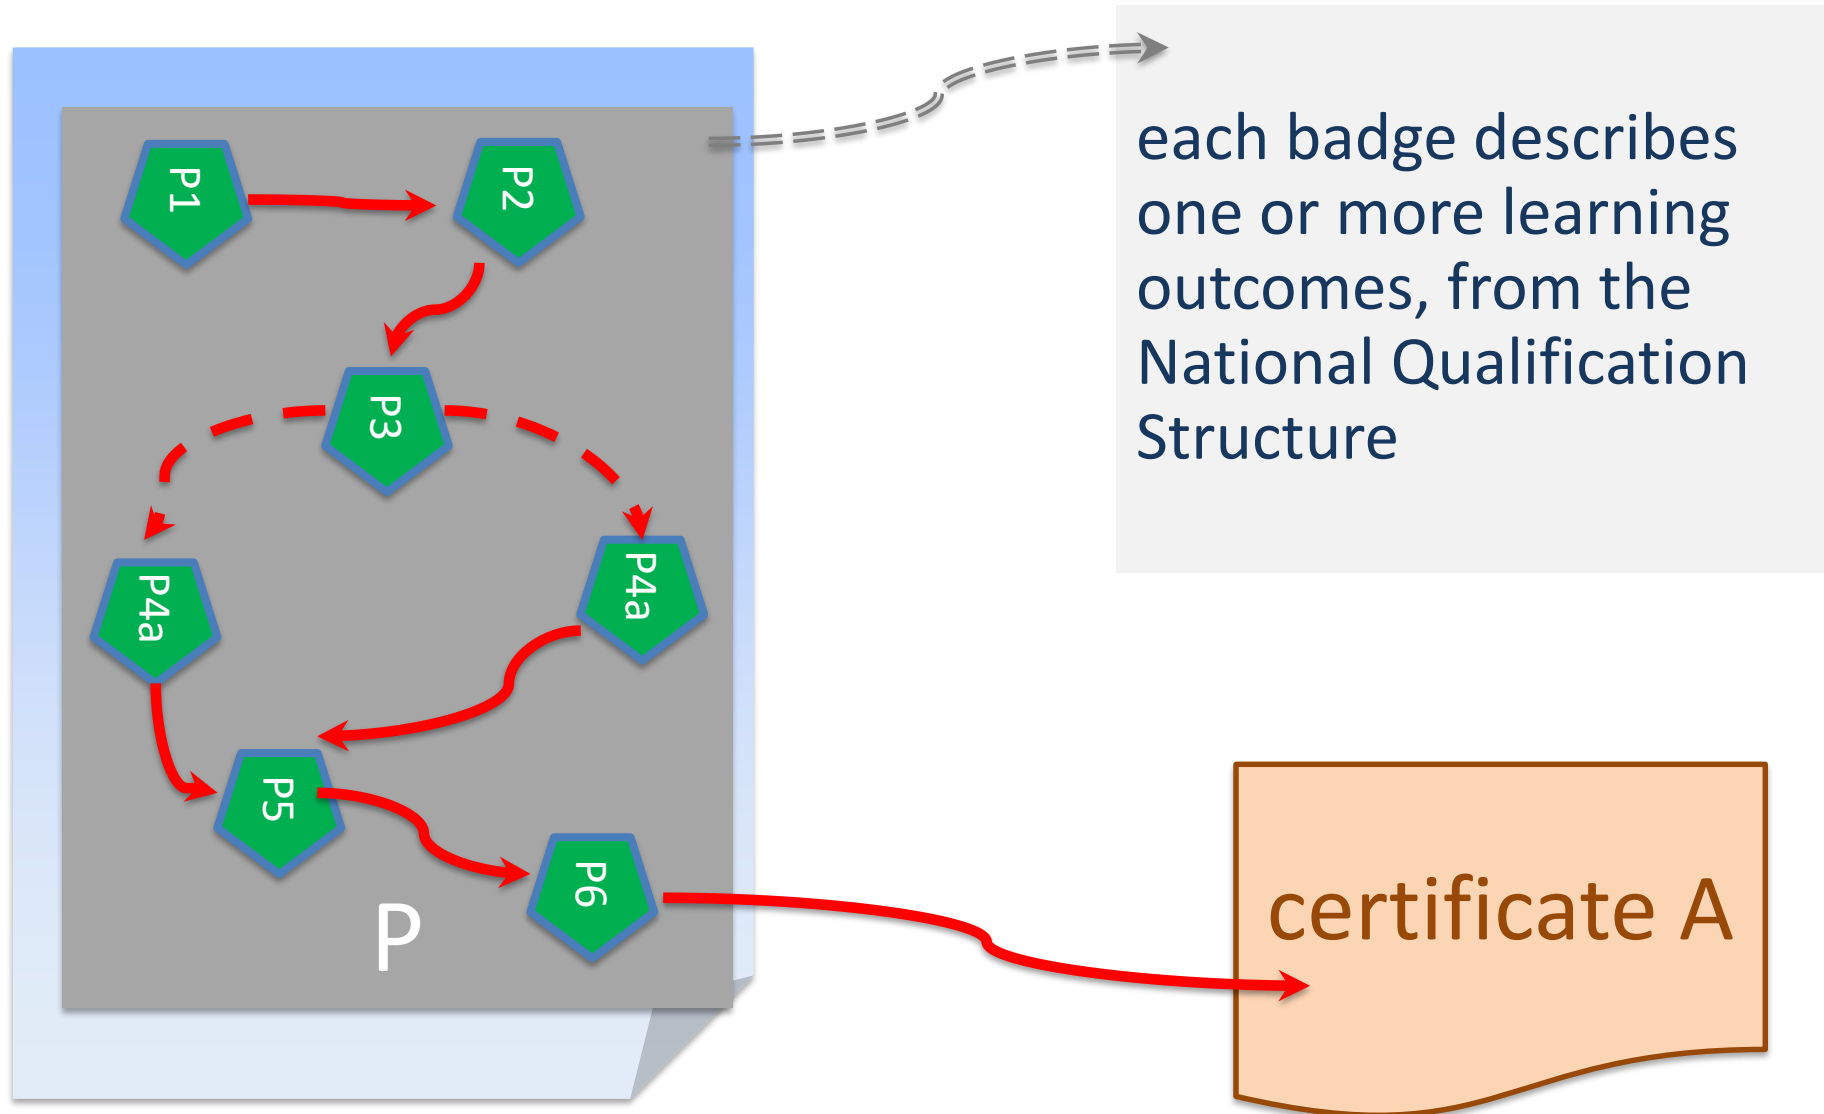 P1
P2
P3
P4a
P4a
P5
P6
P
each badge describes
one or more learning
outcomes, from the
National Qualification
Structure
certificate A